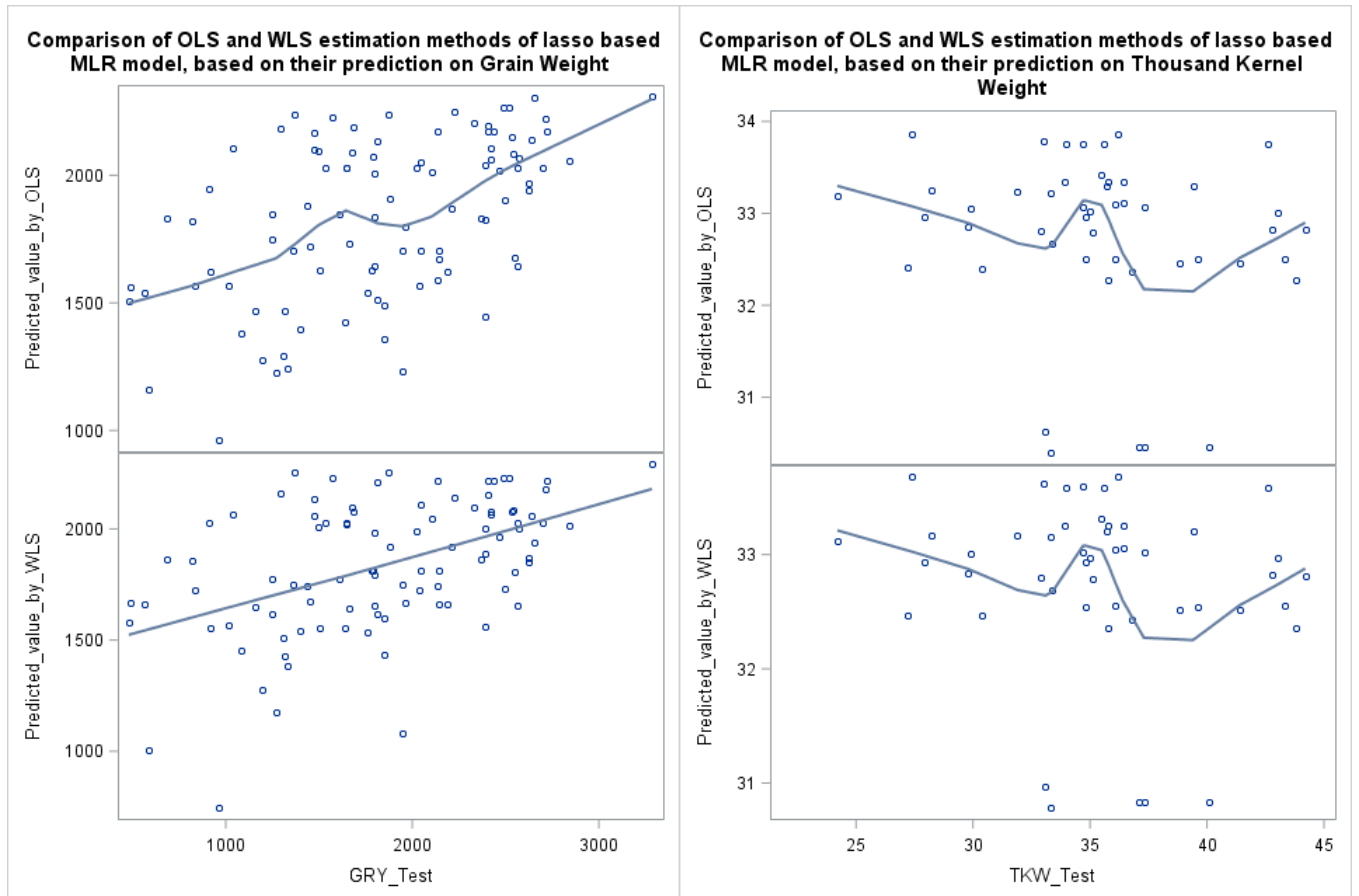 Comparison of OLS and WLS estimation methods of lasso based
MLR model, based on their prediction on Grain Weight
Predicted_value_by_OLS
2000
1500
1000
Predicted_value_by_WLS
2000
1500
1000
1000
2000
3000
GRY_Test
Comparison of OLS and WLS estimation methods of lasso based
MLR model, based on their prediction on Thousand Kernel
Weight
Predicted_value_by_OLS
34
33
32
31
Predicted_value_by_WLS
33
32
31
25
30
35
40
45
TKW_Test